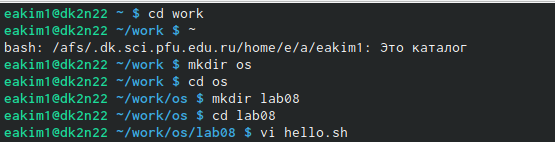 eakim1@dk2n22 ~ $ cd work
eakim1@dk2n22 ~/work $ ~
bash: /afs/.dk.sci.pfu.edu.ru/home/e/a/eakim1: Это каталог
eakim1@dk2n22 ~/work $ mkdir os
eakim1@dk2n22 ~/work $ cd os
eakim1@dk2n22 ~/work/os $ mkdir lab08
eakim1@dk2n22 ~/work/os $ cd lab08
eakim1@dk2n22 ~/work/os/lab08 $ vi hello.sh